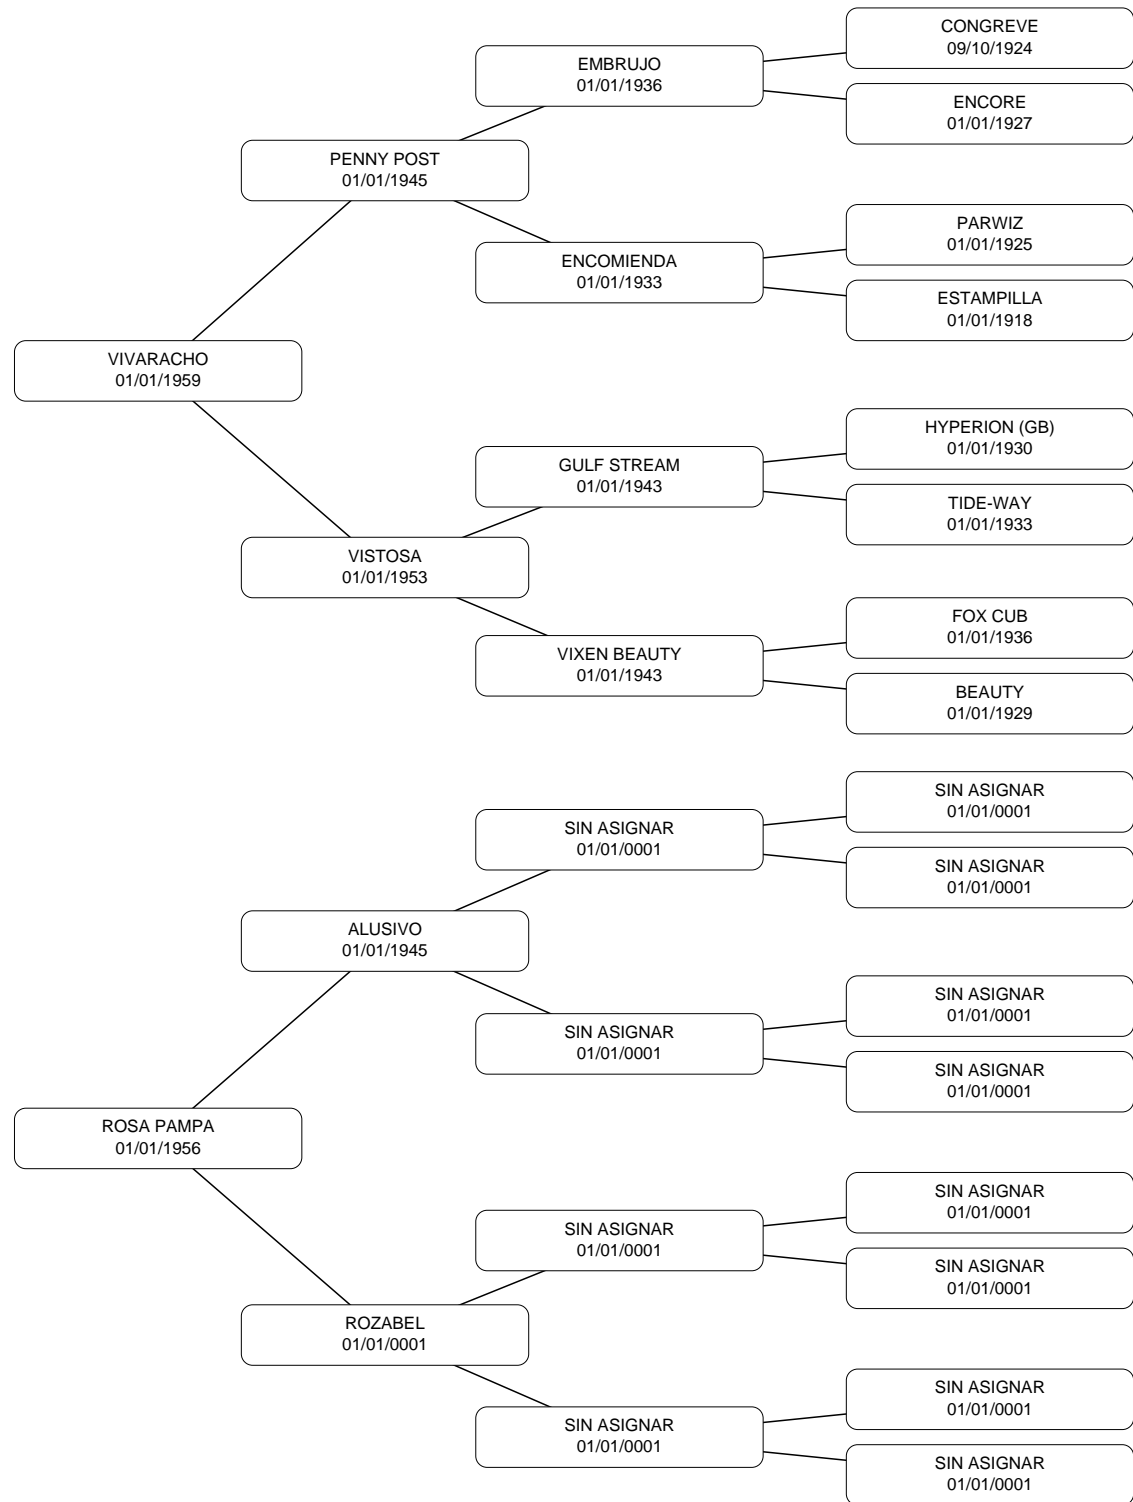 CONGREVE
09/10/1924
EMBRUJO
01/01/1936
ENCORE
01/01/1927
PENNY POST
01/01/1945
PARWIZ
01/01/1925
ENCOMIENDA
01/01/1933
ESTAMPILLA
01/01/1918
VIVARACHO
01/01/1959
HYPERION (GB)
01/01/1930
GULF STREAM
01/01/1943
TIDE-WAY
01/01/1933
VISTOSA
01/01/1953
FOX CUB
01/01/1936
VIXEN BEAUTY
01/01/1943
BEAUTY
01/01/1929
SIN ASIGNAR
01/01/0001
SIN ASIGNAR
01/01/0001
SIN ASIGNAR
01/01/0001
ALUSIVO
01/01/1945
SIN ASIGNAR
01/01/0001
SIN ASIGNAR
01/01/0001
SIN ASIGNAR
01/01/0001
ROSA PAMPA
01/01/1956
SIN ASIGNAR
01/01/0001
SIN ASIGNAR
01/01/0001
SIN ASIGNAR
01/01/0001
ROZABEL
01/01/0001
SIN ASIGNAR
01/01/0001
SIN ASIGNAR
01/01/0001
SIN ASIGNAR
01/01/0001